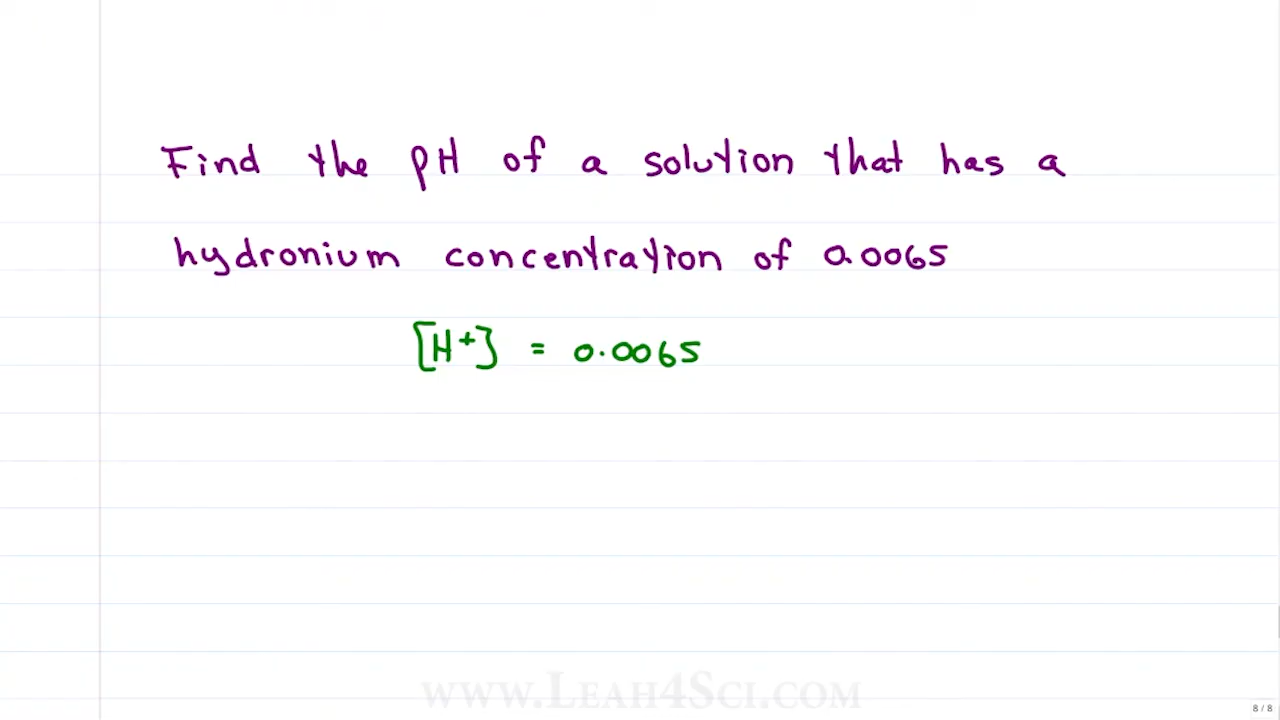 Find the pH of a solution that has a
hydronium concentration of 0.0065
[H+] = 0.0065
www.Leah4Sci.com
8 / 8